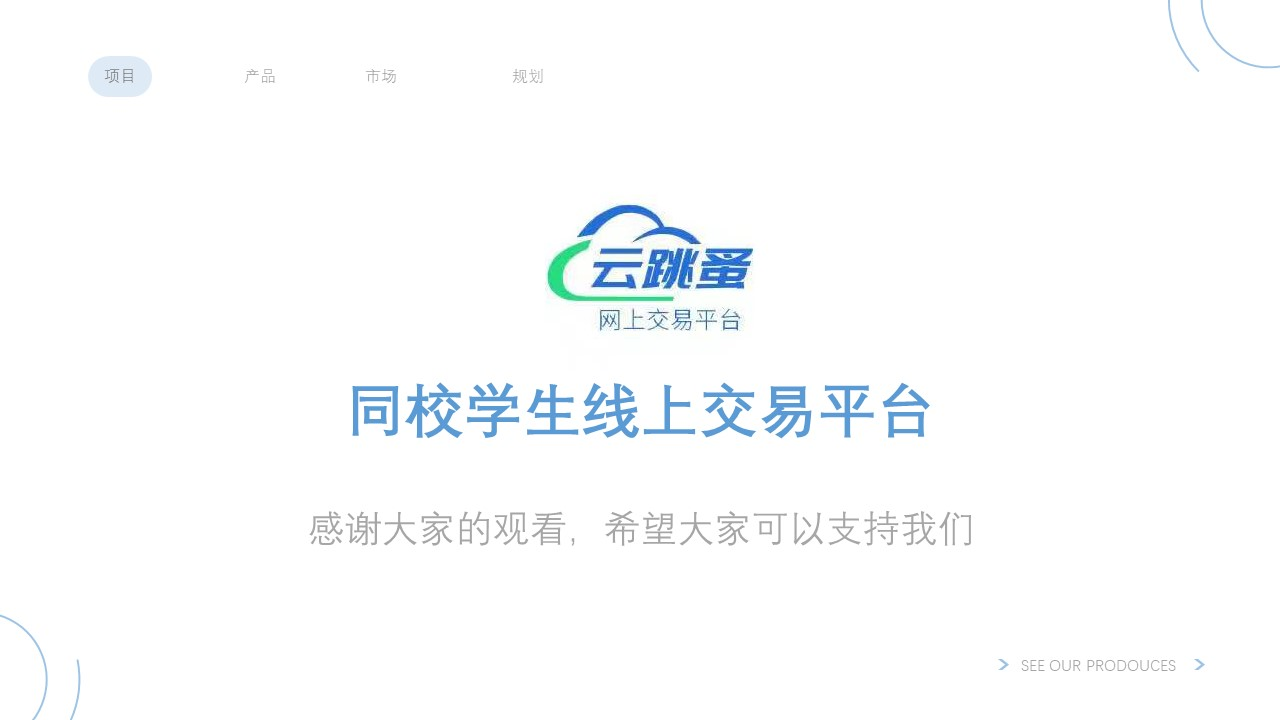 项目 产品 市场 规划
云跳蚤
网上交易平台
同校学生线上交易平台
感谢大家的观看，希望大家可以支持我们
SEE OUR PRODOUCES